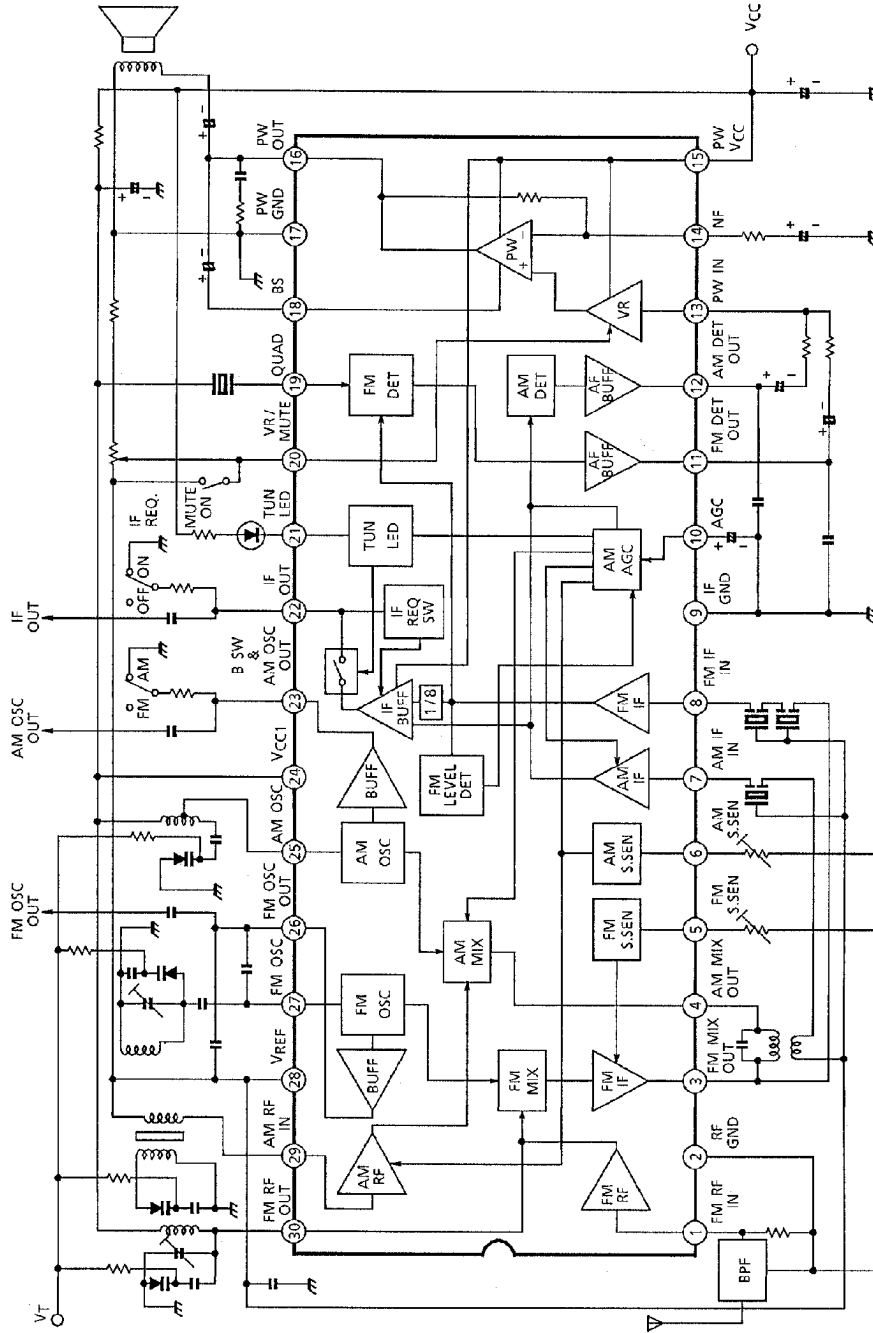 VT
FM OSC OUT
AM OSC OUT
IF OUT
FM
AM
OFF
ON
IF REQ.
MUTE ON
VCC
+
-
+
-
+
-
+
-
30
FM RF OUT
29
AM RF IN
28
VREF
27
FM OSC
26
FM OSC OUT
25
AM OSC
24
VCC1
23
B SW & AM OSC OUT
22
IF OUT
21
TUN LED
20
VR/ MUTE
19
QUAD
18
BS
17
PW GND
16
PW OUT
AM RF
BUFF
FM OSC
AM OSC
BUFF
IF BUFF
1/8
IF REQ SW
TUN LED
FM DET
PW
+
-
VR
FM RF
FM MIX
AM MIX
FM LEVEL DET
FM IF
FM S.SEN
AM S.SEN
AM IF
FM IF
AM AGC
AF BUFF
AM DET
AF BUFF
1
FM RF IN
2
RF GND
3
FM MIX OUT
4
AM MIX OUT
5
FM S.SEN
6
AM S.SEN
7
AM IF IN
8
FM IF IN
9
IF GND
10
AGC
11
FM DET OUT
12
AM DET OUT
13
PW IN
14
NF
15
PW VCC
BPF
+
-
+
-
+
-
+
-